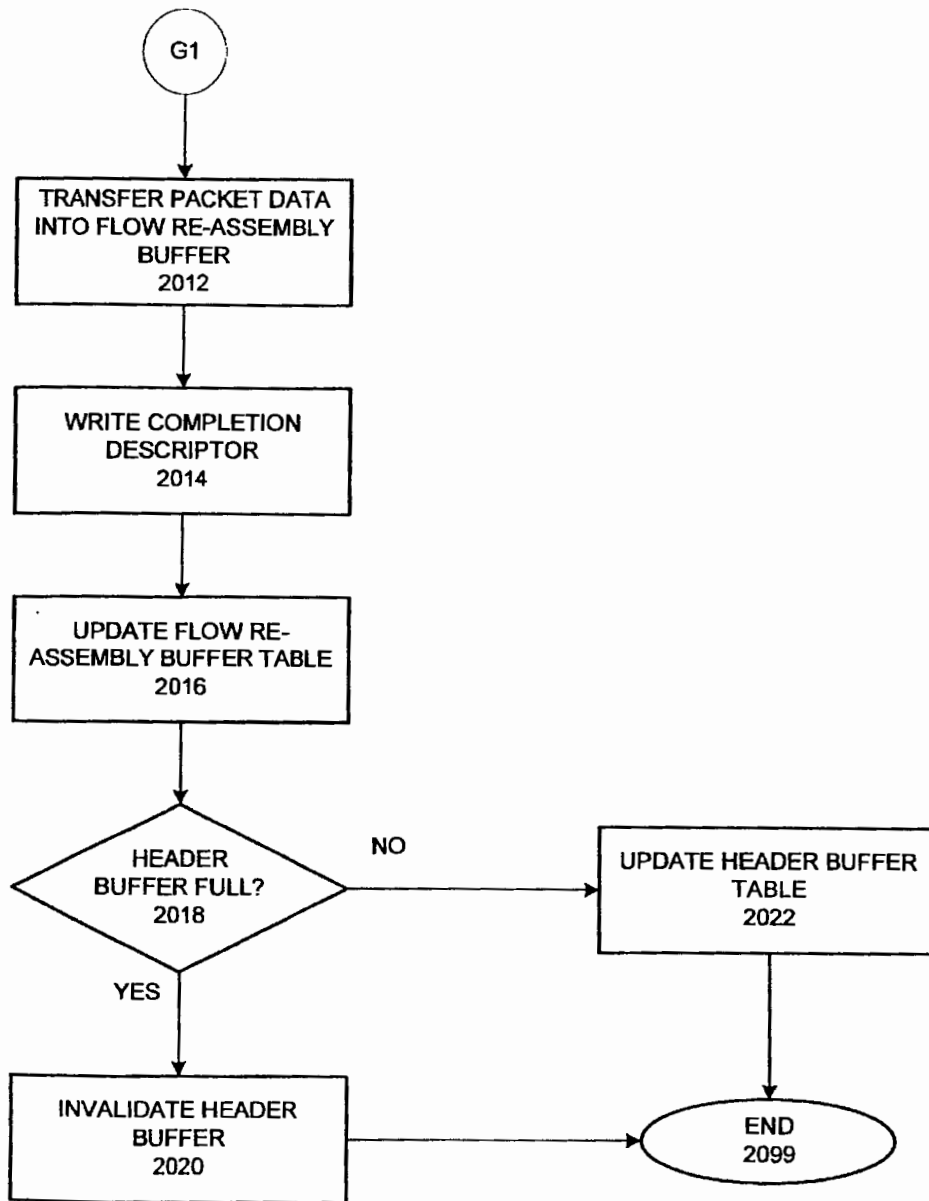 G1
TRANSFER PACKET DATA
INTO FLOW RE-ASSEMBLY
BUFFER
2012
WRITE COMPLETION
DESCRIPTOR
2014
UPDATE FLOW RE-
ASSEMBLY BUFFER TABLE
2016
HEADER
BUFFER FULL?
2018
NO
UPDATE HEADER BUFFER
TABLE
2022
YES
INVALIDATE HEADER
BUFFER
2020
END
2099